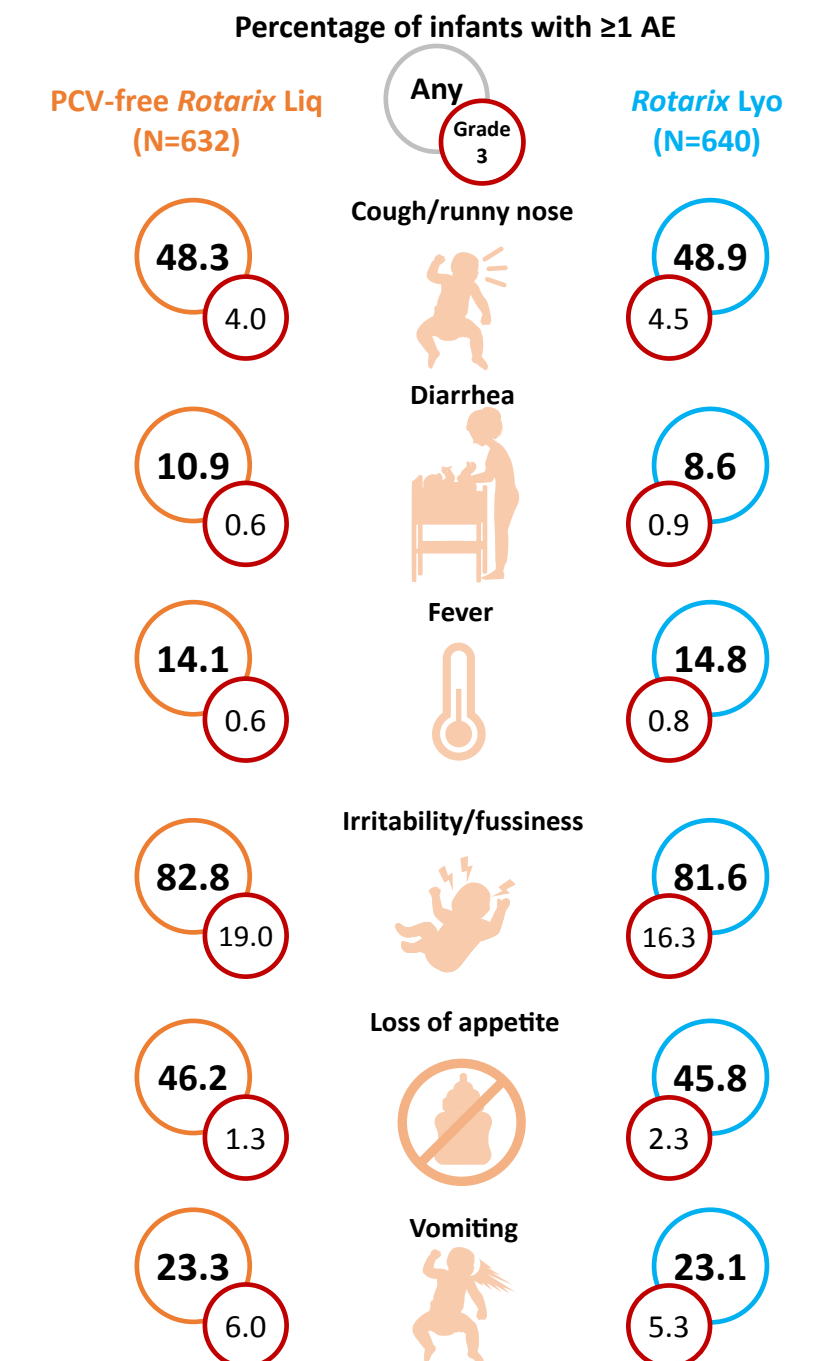 Percentage of infants with ≥1 AE
PCV-free Rotarix Liq
(N=632)
Any
Grade
3
Rotarix Lyo
(N=640)
Cough/runny nose
48.3
4.0
48.9
4.5
Diarrhea
10.9
0.6
8.6
0.9
Fever
14.1
0.6
14.8
0.8
Irritability/fussiness
82.8
19.0
81.6
16.3
Loss of appetite
46.2
1.3
45.8
2.3
Vomiting
23.3
6.0
23.1
5.3